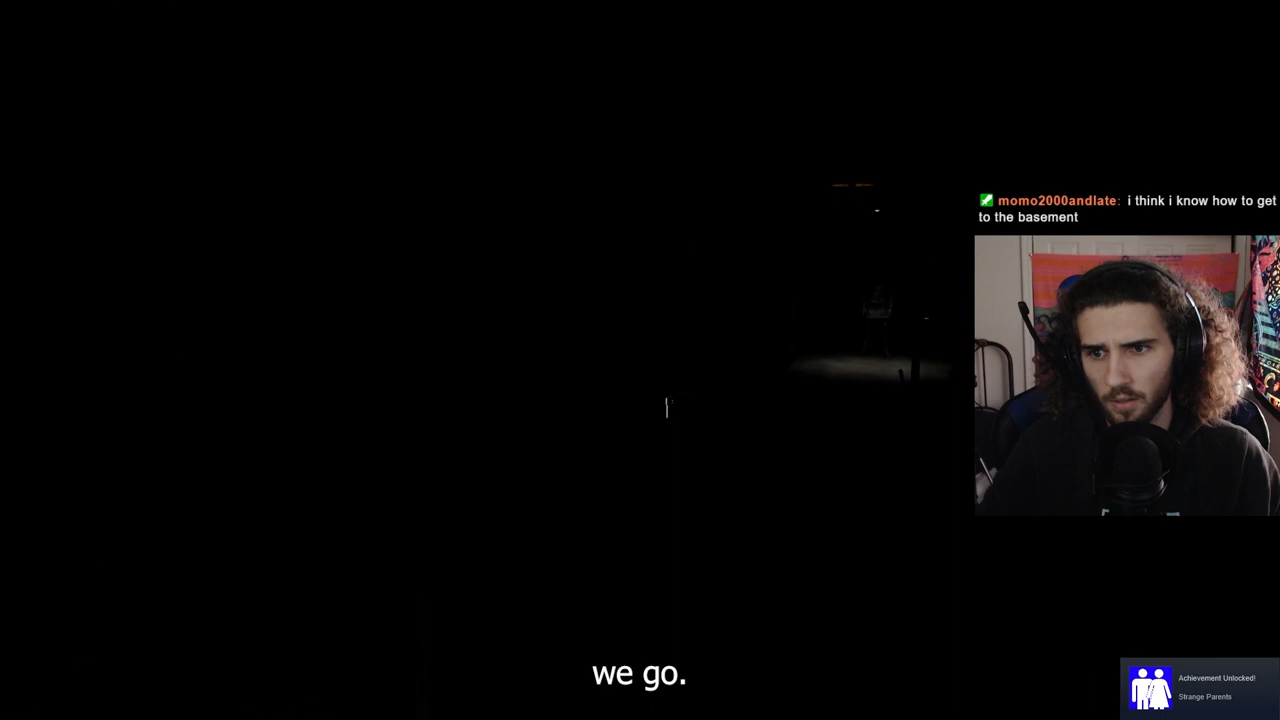 momo2000andlate: i think i know how to get
to the basement
we go.
Achievement Unlocked!
Strange Parents